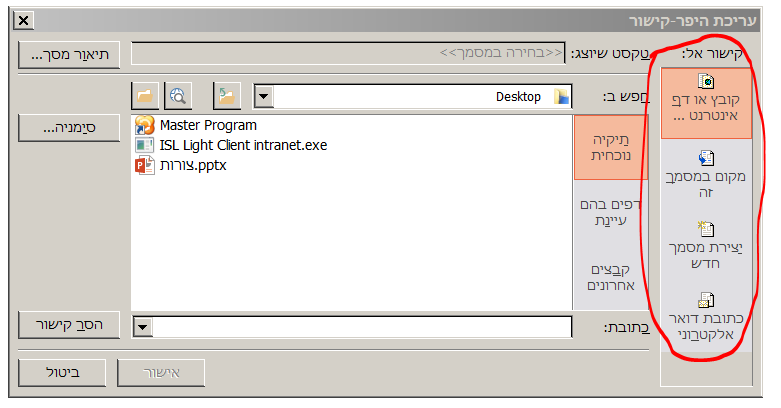 עריכת היפר-קישור
קישור אל:
טקסט שיוצג:
<<בחירה במסמך>>
תיאור מסך...
קובץ או דף
אינטרנט ...
מקום במסמך
זה
יצירת מסמך
חדש
כתובת דואר
אלקטרוני
חפש ב:
Desktop
תיקיה
נוכחית
דפים בהם
עיינת
קבצים
אחרונים
Master Program
ISL Light Client intranet.exe
צורות.pptx
סימניה...
כתובת:
הסר קישור
אישור
ביטול